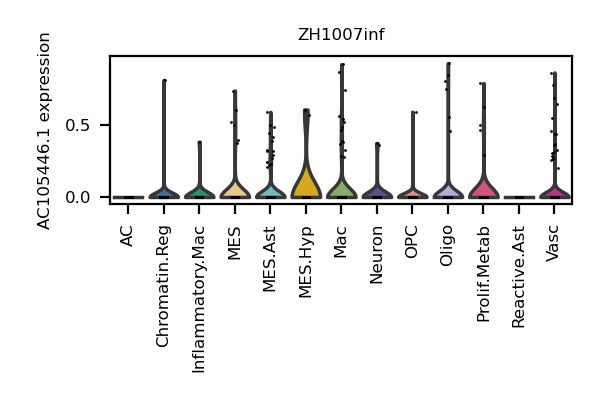 ZH1007inf
AC105446.1 expression
0.5
0.0
AC
Chromatin.Reg
Inflammatory.Mac
MES
MES.Ast
MES.Hyp
Mac
Neuron
OPC
Oligo
Prolif.Metab
Reactive.Ast
Vasc